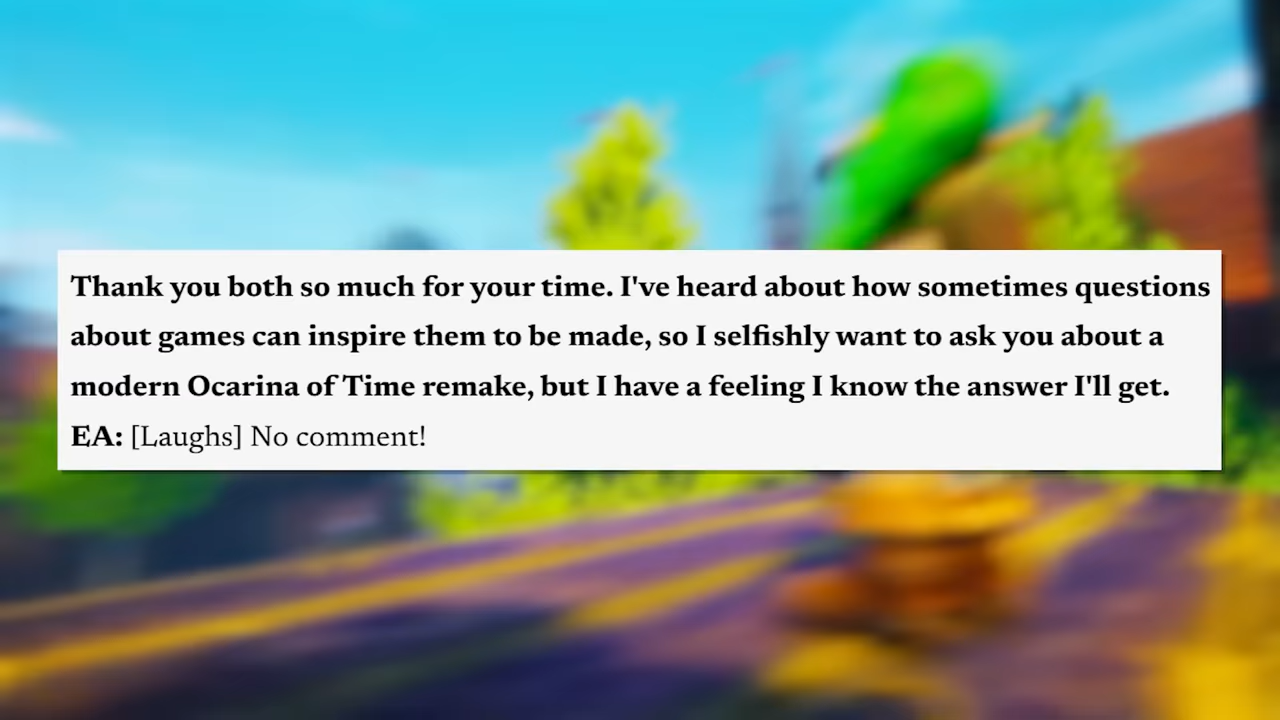 Thank you both so much for your time. I've heard about how sometimes questions
about games can inspire them to be made, so I selfishly want to ask you about a
modern Ocarina of Time remake, but I have a feeling I know the answer I'll get.
EA: [Laughs] No comment!